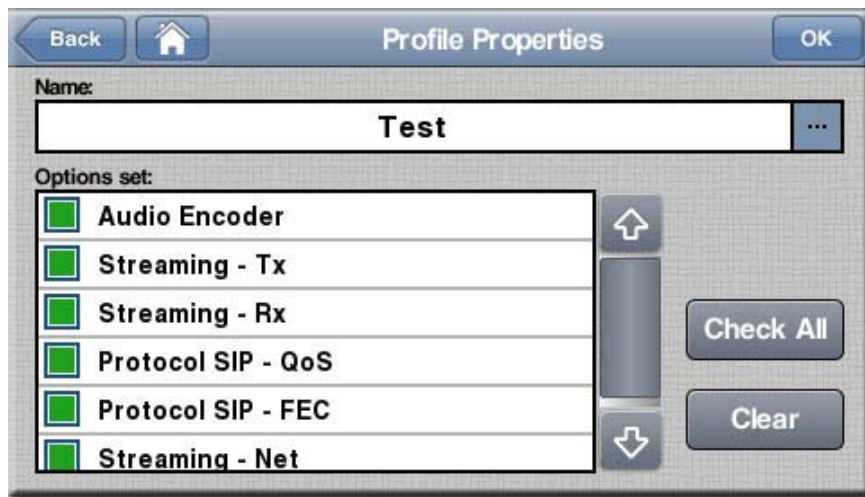 Back
Profile Properties
OK
Name:
Test
...
Options set:
Audio Encoder
Streaming - Tx
Streaming - Rx
Protocol SIP - QoS
Protocol SIP - FEC
Streaming - Net
Check All
Clear